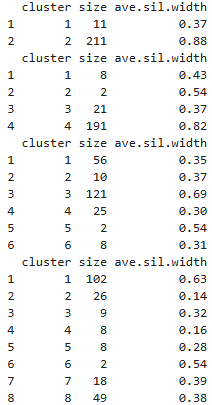 cluster size ave.sil.width
1 1 11 0.37
2 2 211 0.88
cluster size ave.sil.width
1 1 8 0.43
2 2 2 0.54
3 3 21 0.37
4 4 191 0.82
cluster size ave.sil.width
1 1 56 0.35
2 2 10 0.37
3 3 121 0.69
4 4 25 0.30
5 5 2 0.54
6 6 8 0.31
cluster size ave.sil.width
1 1 102 0.63
2 2 26 0.14
3 3 9 0.32
4 4 8 0.16
5 5 8 0.28
6 6 2 0.54
7 7 18 0.39
8 8 49 0.38